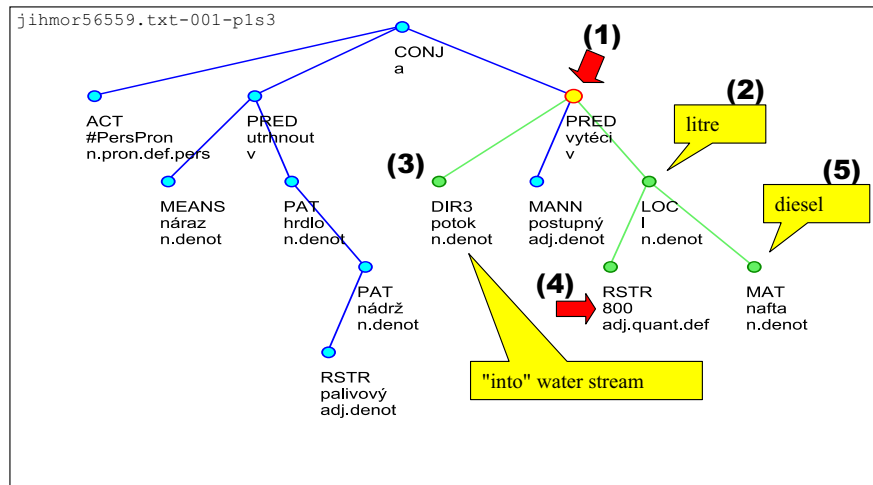 jihmor56559.txt-001-p1s3
(1)
CONJ
a
(2)
litre
ACT
#PersPron
n.pron.def.pers
PRED
utrhnout
v
PRED
vytéci
v
(3)
(5)
diesel
MEANS
náraz
n.denot
PAT
hrdlo
n.denot
DIR3
potok
n.denot
MANN
postupný
adj.denot
LOC
l
n.denot
(4)
PAT
nádrž
n.denot
RSTR
800
adj.quant.def
MAT
nafta
n.denot
RSTR
palivový
adj.denot
"into" water stream